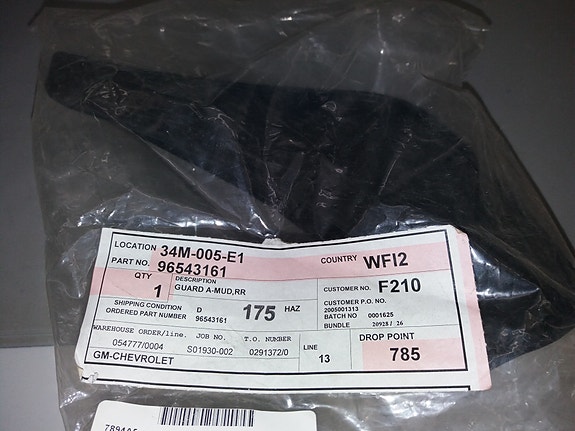 LOCATION 34M-005-E1 COUNTRY WFI2
PART NO. 96543161
QTY 1 DESCRIPTION GUARD A-MUD,RR CUSTOMER NO. F210
SHIPPING CONDITION D 175 HAZ CUSTOMER P.O. NO. 2005001313
ORDERED PART NUMBER 96543161 BATCH NO 0001625
BUNDLE 20928/ 26
WAREHOUSE ORDER/line. JOB NO. T.O. NUMBER LINE DROP POINT
054777/0004 S01930-002 0291372/0 13 785
GM-CHEVROLET